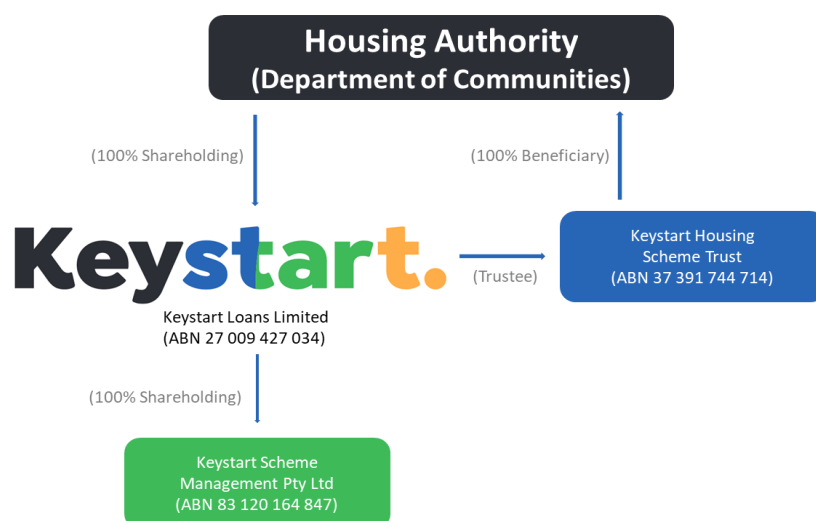 Housing Authority
(Department of Communities)
(100% Shareholding)
(100% Beneficiary)
Keystart.
(Trustee)
Keystart Housing
Scheme Trust
(ABN 37 391 744 714)
Keystart Loans Limited
(ABN 27 009 427 034)
(100% Shareholding)
Keystart Scheme
Management Pty Ltd
(ABN 83 120 164 847)